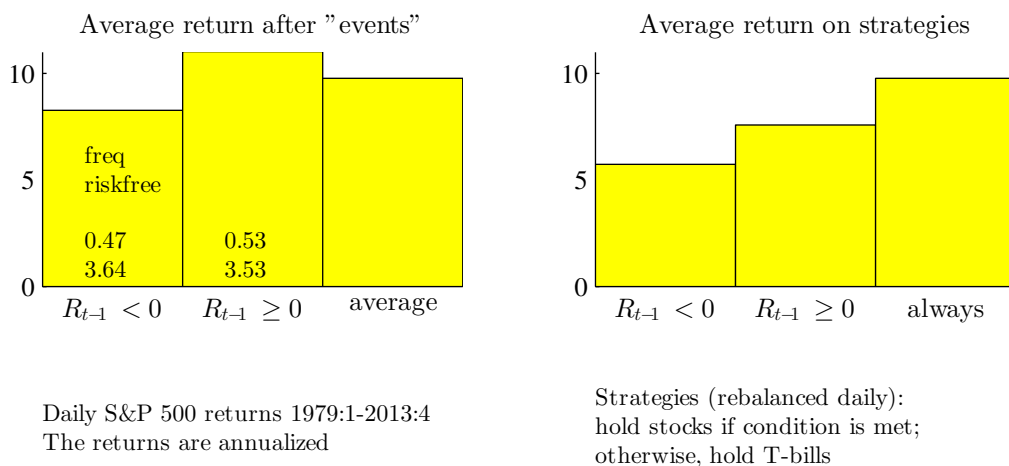 Average return after "events"
10
5
0
freq
riskfree
0.47
3.64
0.53
3.53
R_{t-1} < 0
R_{t-1} ≥ 0
average
Daily S&P 500 returns 1979:1-2013:4
The returns are annualized
Average return on strategies
10
5
0
R_{t-1} < 0
R_{t-1} ≥ 0
always
Strategies (rebalanced daily):
hold stocks if condition is met;
otherwise, hold T-bills